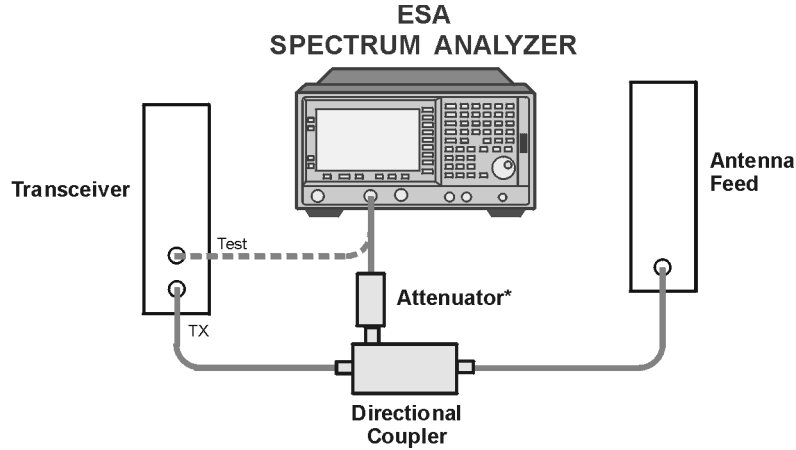 ESA
SPECTRUM ANALYZER
Transceiver
Antenna
Feed
Test
Attenuator*
TX
Directional
Coupler